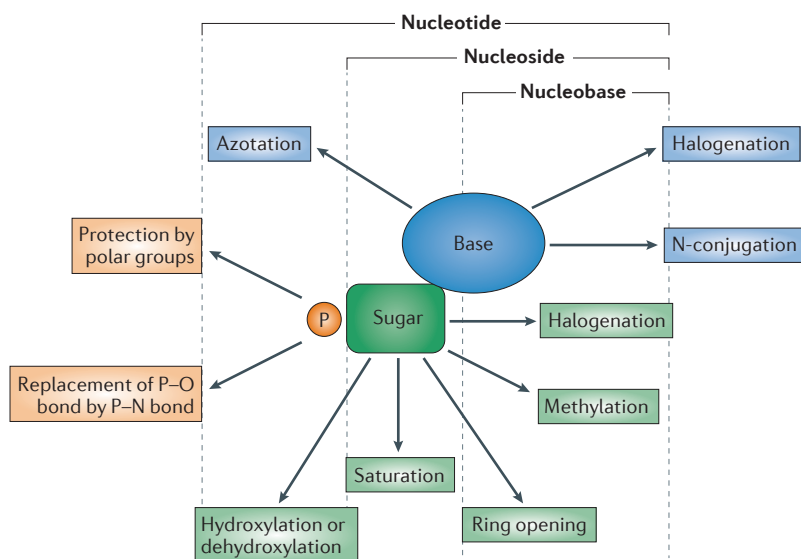 Nucleotide
Nucleoside
Nucleobase
Azotation
Halogenation
Protection by
polar groups
Base
N-conjugation
P
Sugar
Halogenation
Replacement of P–O
bond by P–N bond
Methylation
Saturation
Hydroxylation or
dehydroxylation
Ring opening